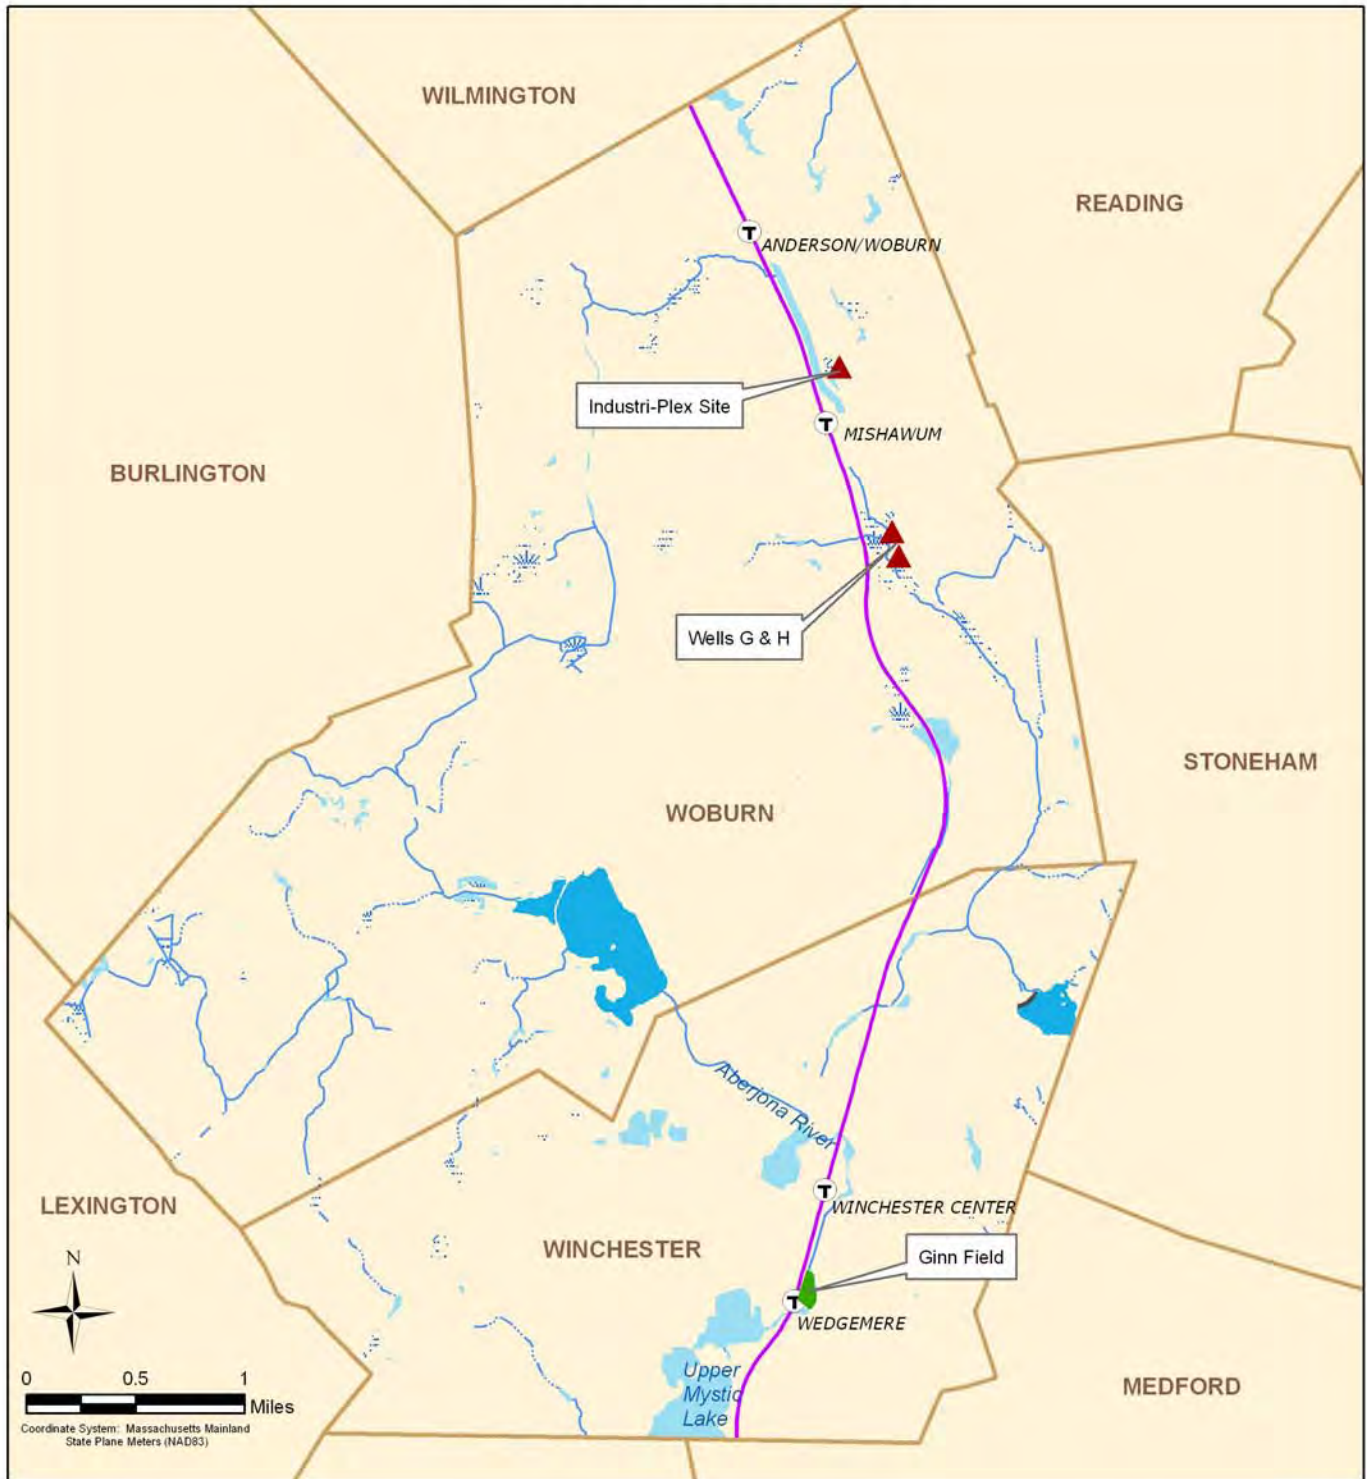 WILMINGTON
READING
T
ANDERSON/WOBURN
Industri-Plex Site
T
MISHAWUM
BURLINGTON
Wells G & H
STONEHAM
WOBURN
Aberjona River
LEXINGTON
T
WINCHESTER CENTER
WINCHESTER
Ginn Field
N
T
WEDGEMERE
Upper
Mystic
Lake
MEDFORD
0 0.5 1
Miles
Coordinate System: Massachusetts Mainland
State Plane Meters (NAD83)